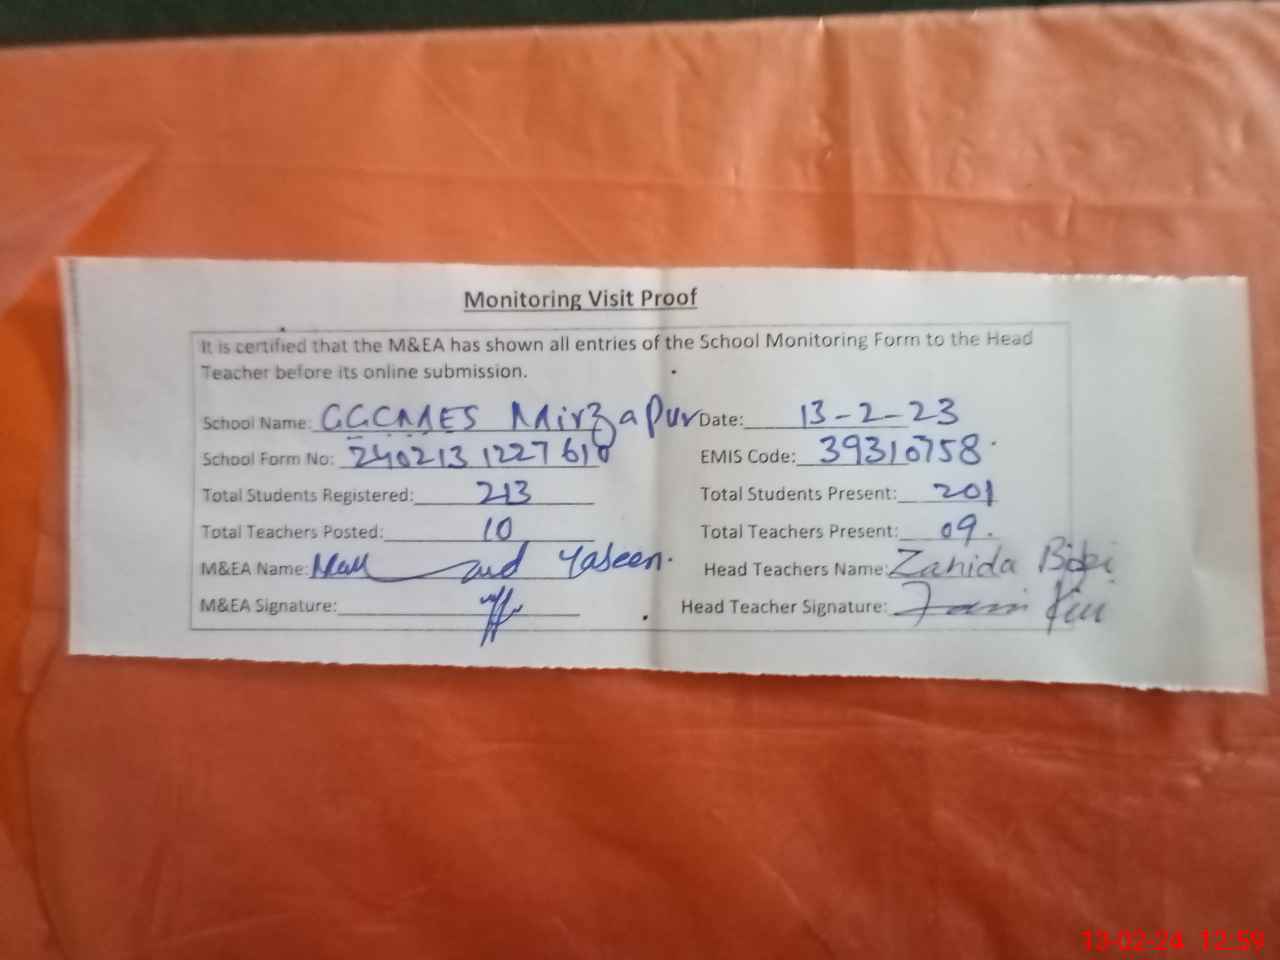 Monitoring Visit Proof
It is certified that the M&EA has shown all entries of the School Monitoring Form to the Head
Teacher before its online submission.
School Name: GGCMES Mirzapur Date: 13-2-23
School Form No: 240213 1227 610 EMIS Code: 39310758
Total Students Registered: 213 Total Students Present: 201
Total Teachers Posted: 10 Total Teachers Present: 09.
M&EA Name: Yaseen. Head Teachers Name: Zahida Bibi
M&EA Signature: Head Teacher Signature:
13-02-24 12:59